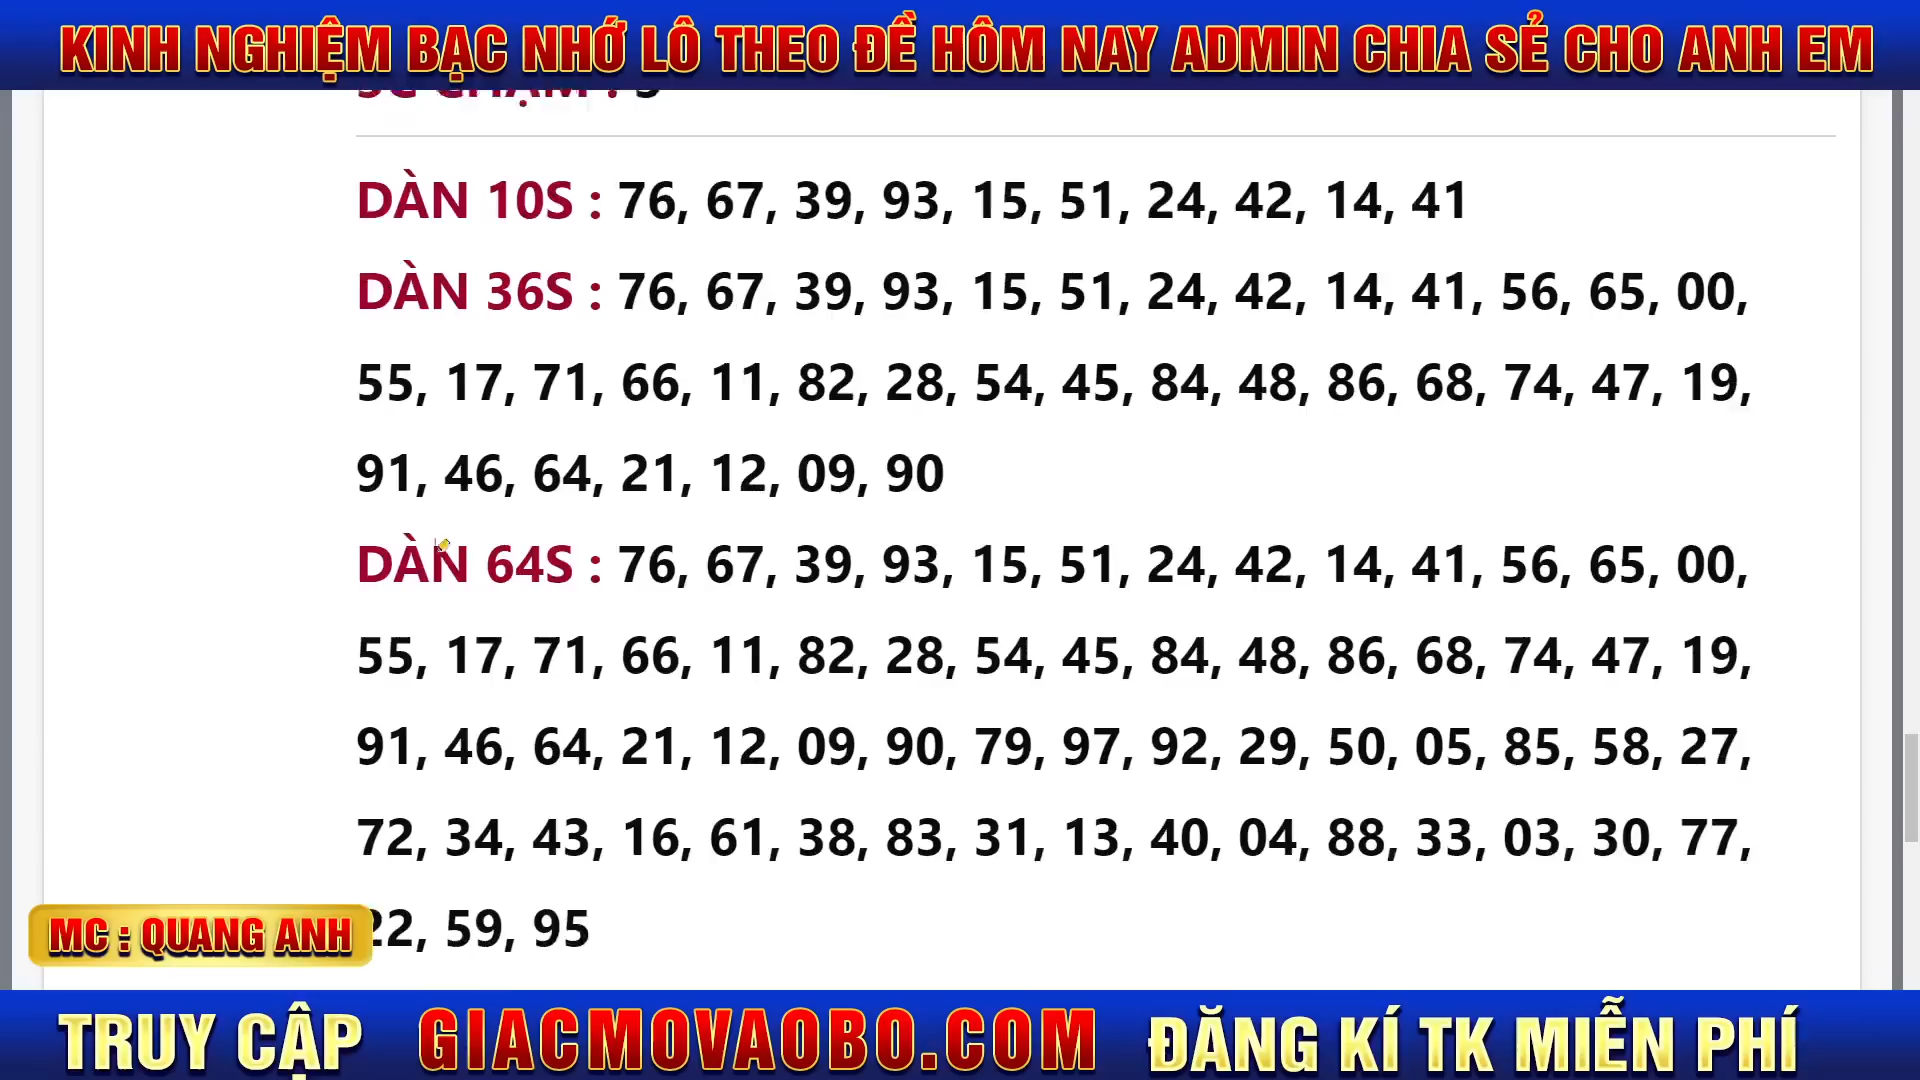 KINH NGHIỆM BẠC NHỚ LÔ THEO ĐỀ HÔM NAY ADMIN CHIA SẺ CHO ANH EM
DÀN 10S : 76, 67, 39, 93, 15, 51, 24, 42, 14, 41
DÀN 36S : 76, 67, 39, 93, 15, 51, 24, 42, 14, 41, 56, 65, 00,
55, 17, 71, 66, 11, 82, 28, 54, 45, 84, 48, 86, 68, 74, 47, 19,
91, 46, 64, 21, 12, 09, 90
DÀN 64S : 76, 67, 39, 93, 15, 51, 24, 42, 14, 41, 56, 65, 00,
55, 17, 71, 66, 11, 82, 28, 54, 45, 84, 48, 86, 68, 74, 47, 19,
91, 46, 64, 21, 12, 09, 90, 79, 97, 92, 29, 50, 05, 85, 58, 27,
72, 34, 43, 16, 61, 38, 83, 31, 13, 40, 04, 88, 33, 03, 30, 77,
22, 59, 95
MC : QUANG ANH
TRUY CẬP GIACMOVAOBO.COM ĐĂNG KÍ TK MIỄN PHÍ